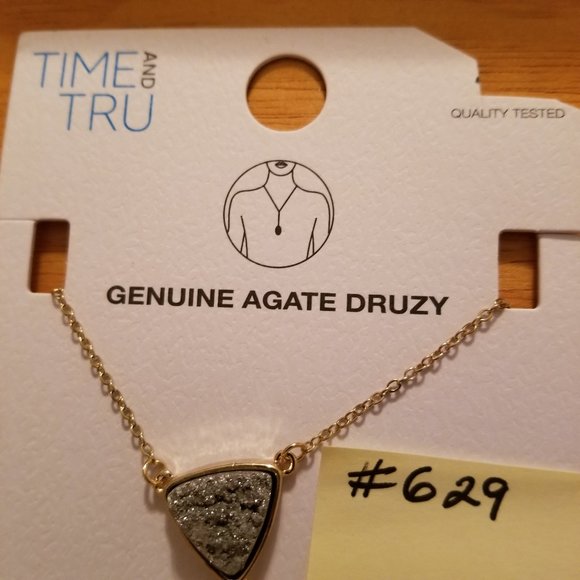 TIME AND
TRU
QUALITY TESTED
GENUINE AGATE DRUZY
#629